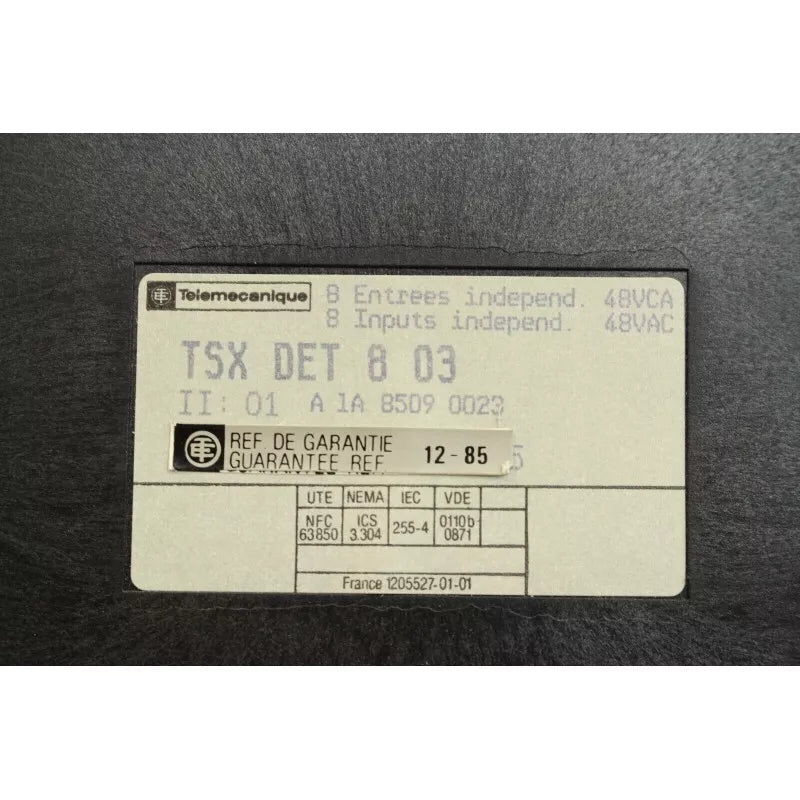 Telemecanique
8 Entrees independ. 48VCA
8 Inputs independ. 48VAC
TSX DET 8 03
II: 01 A 1A 8509 0023
REF. DE GARANTIE
GUARANTEE REF. 12-85
5
UTE NEMA IEC VDE
NFC 63850 ICS 3.304 255-4 0110b 0871
France 1205527-01-01